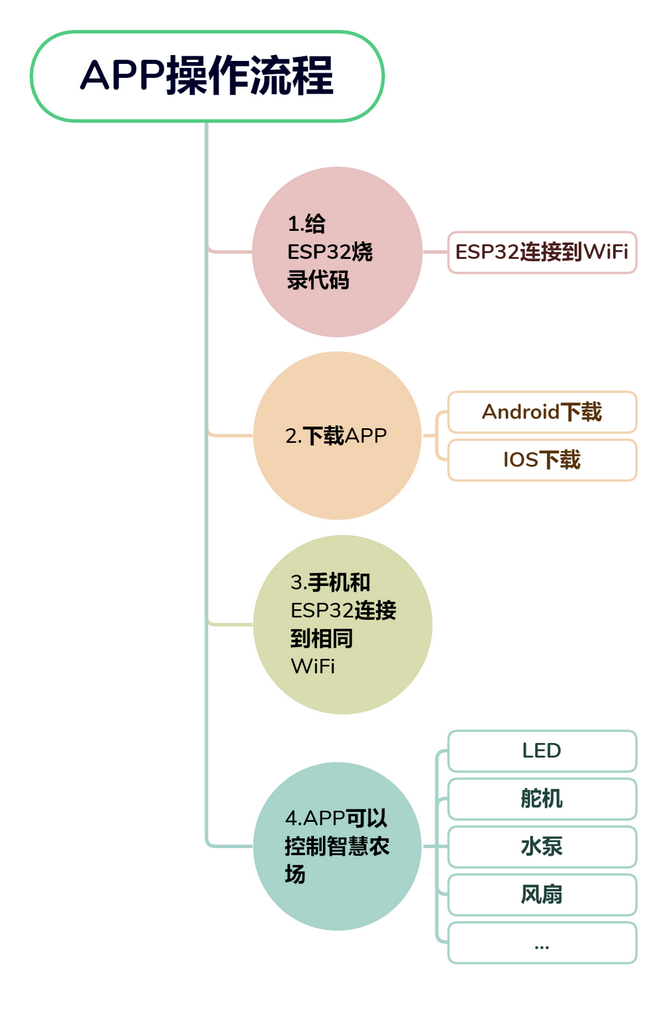 APP操作流程
1.给
ESP32烧
录代码
ESP32连接到WiFi
2.下载APP
Android下载
IOS下载
3.手机和
ESP32连接
到相同
WiFi
4.APP可以
控制智慧农
场
LED
舵机
水泵
风扇
...